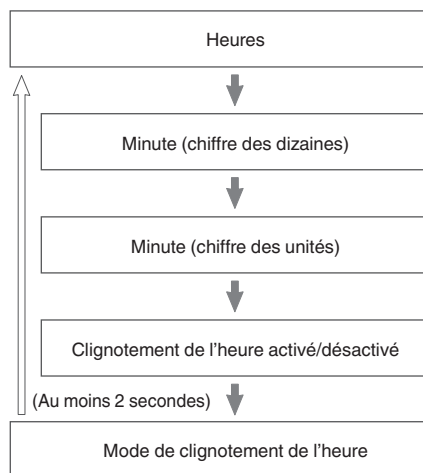 Heures
Minute (chiffre des dizaines)
Minute (chiffre des unités)
Clignotement de l’heure activé/désactivé
(Au moins 2 secondes)
Mode de clignotement de l’heure